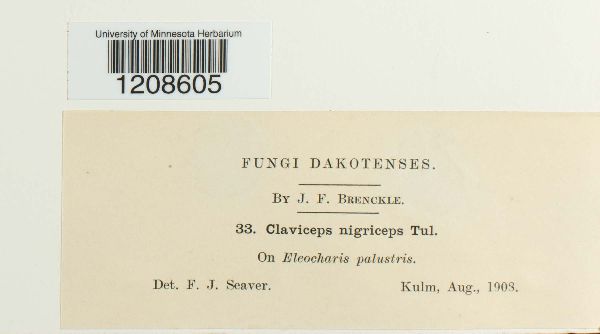 University of Minnesota Herbarium
1208605
FUNGI DAKOTENSES.
By J. F. Brenckle.
33. Claviceps nigriceps Tul.
On Eleocharis palustris.
Det. F. J. Seaver. Kulm, Aug., 1908.